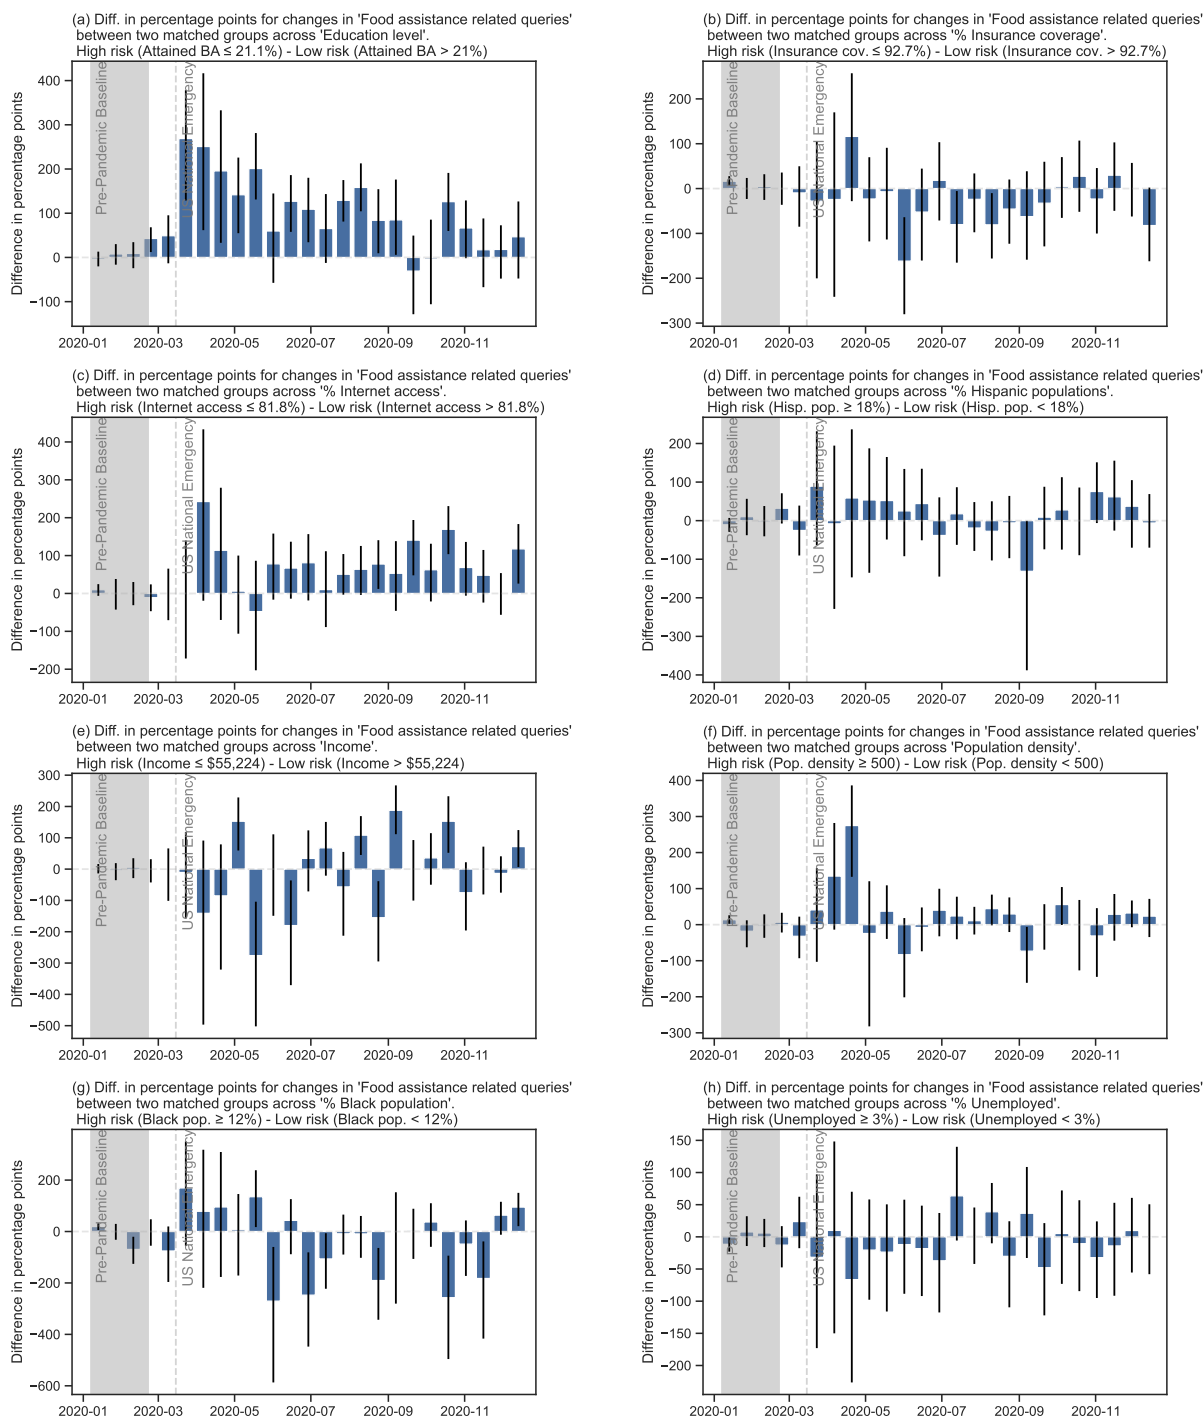 (a) Diff. in percentage points for changes in 'Food assistance related queries'
between two matched groups across 'Education level'.
High risk (Attained BA ≤ 21.1%) - Low risk (Attained BA > 21%)
Difference in percentage points
400
300
200
100
0
−100
Pre-Pandemic Baseline
US National Emergency
2020-01 2020-03 2020-05 2020-07 2020-09 2020-11
(b) Diff. in percentage points for changes in 'Food assistance related queries'
between two matched groups across '% Insurance coverage'.
High risk (Insurance cov. ≤ 92.7%) - Low risk (Insurance cov. > 92.7%)
Difference in percentage points
200
100
0
−100
−200
−300
Pre-Pandemic Baseline
US National Emergency
2020-01 2020-03 2020-05 2020-07 2020-09 2020-11
(c) Diff. in percentage points for changes in 'Food assistance related queries'
between two matched groups across '% Internet access'.
High risk (Internet access ≤ 81.8%) - Low risk (Internet access > 81.8%)
Difference in percentage points
400
300
200
100
0
−100
−200
Pre-Pandemic Baseline
US National Emergency
2020-01 2020-03 2020-05 2020-07 2020-09 2020-11
(d) Diff. in percentage points for changes in 'Food assistance related queries'
between two matched groups across '% Hispanic populations'.
High risk (Hisp. pop. ≥ 18%) - Low risk (Hisp. pop. < 18%)
Difference in percentage points
200
100
0
−100
−200
−300
−400
Pre-Pandemic Baseline
US National Emergency
2020-01 2020-03 2020-05 2020-07 2020-09 2020-11
(e) Diff. in percentage points for changes in 'Food assistance related queries'
between two matched groups across 'Income'.
High risk (Income ≤ $55,224) - Low risk (Income > $55,224)
Difference in percentage points
300
200
100
0
−100
−200
−300
−400
−500
Pre-Pandemic Baseline
US National Emergency
2020-01 2020-03 2020-05 2020-07 2020-09 2020-11
(f) Diff. in percentage points for changes in 'Food assistance related queries'
between two matched groups across 'Population density'.
High risk (Pop. density ≥ 500) - Low risk (Pop. density < 500)
Difference in percentage points
400
300
200
100
0
−100
−200
−300
Pre-Pandemic Baseline
US National Emergency
2020-01 2020-03 2020-05 2020-07 2020-09 2020-11
(g) Diff. in percentage points for changes in 'Food assistance related queries'
between two matched groups across '% Black population'.
High risk (Black pop. ≥ 12%) - Low risk (Black pop. < 12%)
Difference in percentage points
200
0
−200
−400
−600
Pre-Pandemic Baseline
US National Emergency
2020-01 2020-03 2020-05 2020-07 2020-09 2020-11
(h) Diff. in percentage points for changes in 'Food assistance related queries'
between two matched groups across '% Unemployed'.
High risk (Unemployed ≥ 3%) - Low risk (Unemployed < 3%)
Difference in percentage points
150
100
50
0
−50
−100
−150
−200
Pre-Pandemic Baseline
US National Emergency
2020-01 2020-03 2020-05 2020-07 2020-09 2020-11